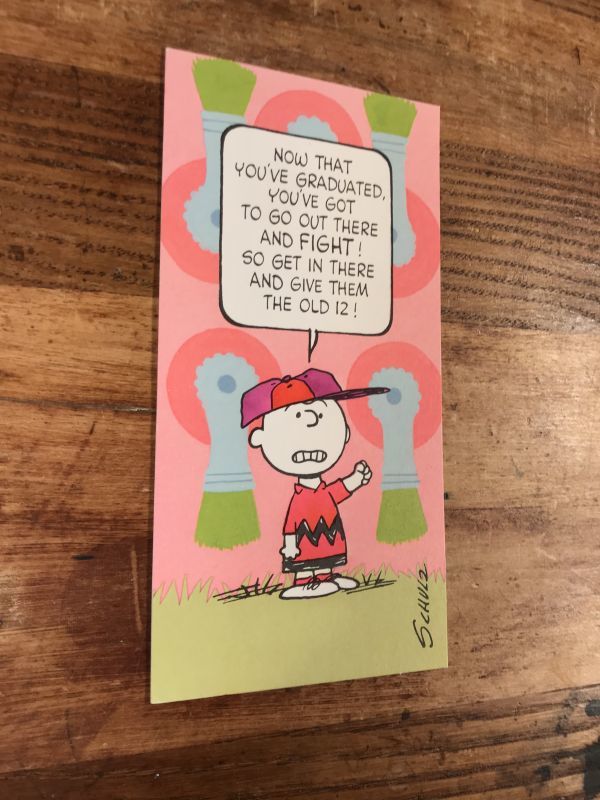 NOW THAT
YOU'VE GRADUATED,
YOU'VE GOT
TO GO OUT THERE
AND FIGHT!
SO GET IN THERE
AND GIVE THEM
THE OLD 12!
SCHULZ